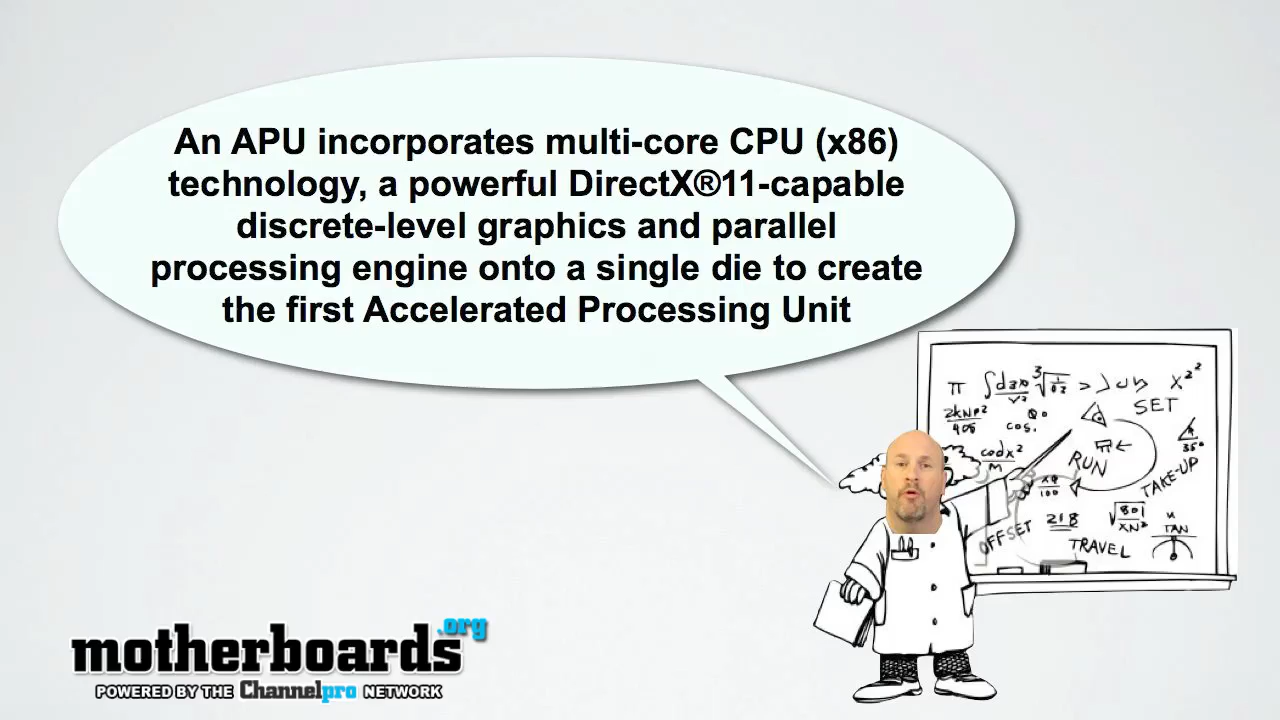 An APU incorporates multi-core CPU (x86)
technology, a powerful DirectX®11-capable
discrete-level graphics and parallel
processing engine onto a single die to create
the first Accelerated Processing Unit
SET
RUN
TAKE-UP
OFFSET
218
TRAVEL
TAN
motherboards.org
POWERED BY THE Channelpro NETWORK